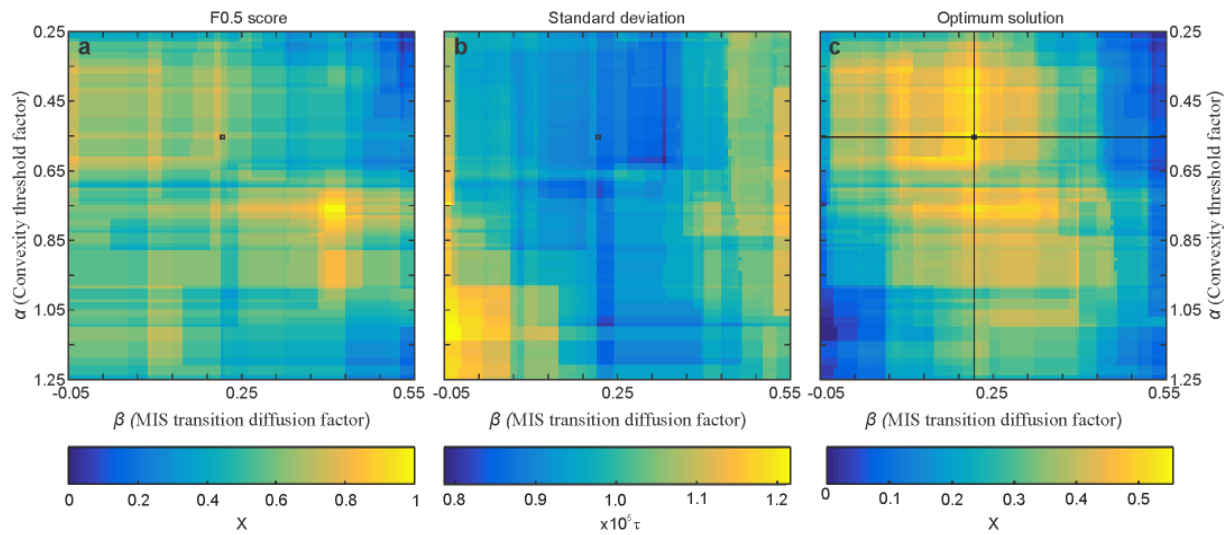 F0.5 score
Standard deviation
Optimum solution
a
b
c
0.25
0.45
0.65
0.85
1.05
1.25
α (Convexity threshold factor)
0.25
0.45
0.65
0.85
1.05
1.25
α (Convexity threshold factor)
-0.05 0.25 0.55
-0.05 0.25 0.55
-0.05 0.25 0.55
β (MIS transition diffusion factor)
β (MIS transition diffusion factor)
β (MIS transition diffusion factor)
0 0.2 0.4 0.6 0.8 1
X
0.8 0.9 1.0 1.1 1.2
x10⁵ τ
0 0.1 0.2 0.3 0.4 0.5
X